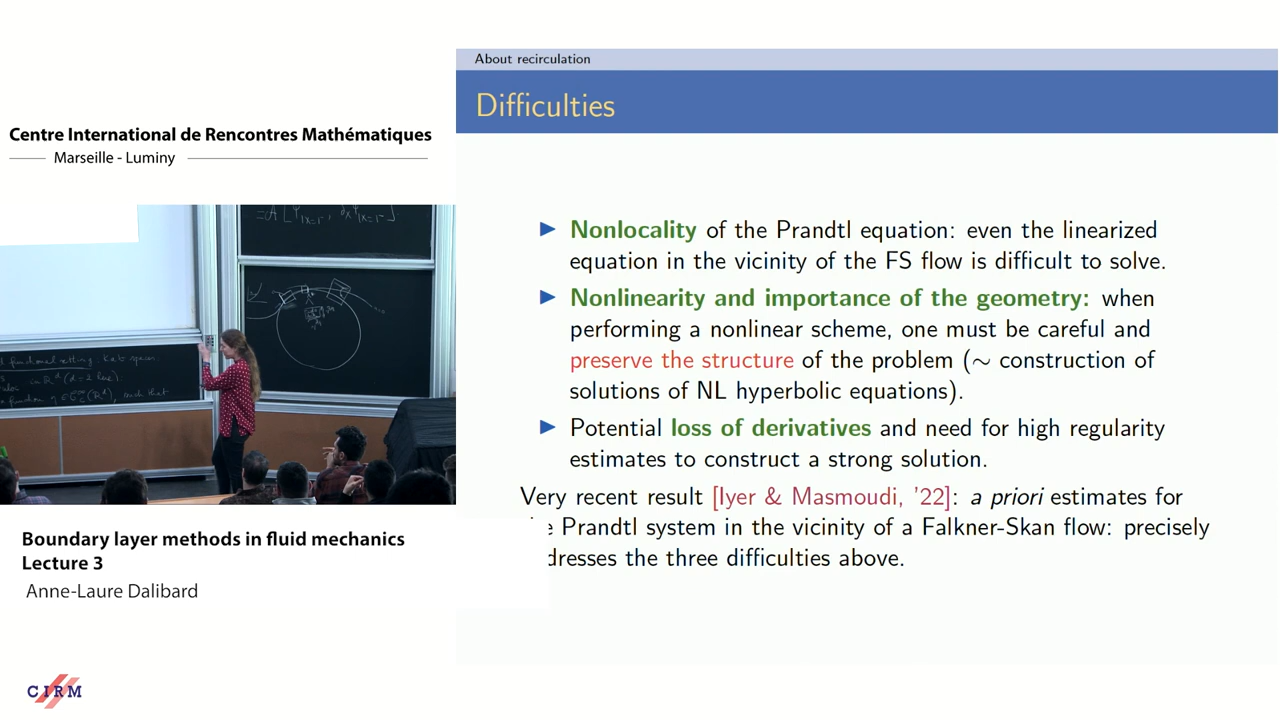 Centre International de Rencontres Mathématiques
Marseille - Luminy
About recirculation
Difficulties
Nonlocality of the Prandtl equation: even the linearized
equation in the vicinity of the FS flow is difficult to solve.
Nonlinearity and importance of the geometry: when
performing a nonlinear scheme, one must be careful and
preserve the structure of the problem (∼ construction of
solutions of NL hyperbolic equations).
Potential loss of derivatives and need for high regularity
estimates to construct a strong solution.
Very recent result [Iyer & Masmoudi, '22]: a priori estimates for
e Prandtl system in the vicinity of a Falkner-Skan flow: precisely
dresses the three difficulties above.
functional setting: Kato spaces
Boundary layer methods in fluid mechanics
Lecture 3
Anne-Laure Dalibard
CIRM